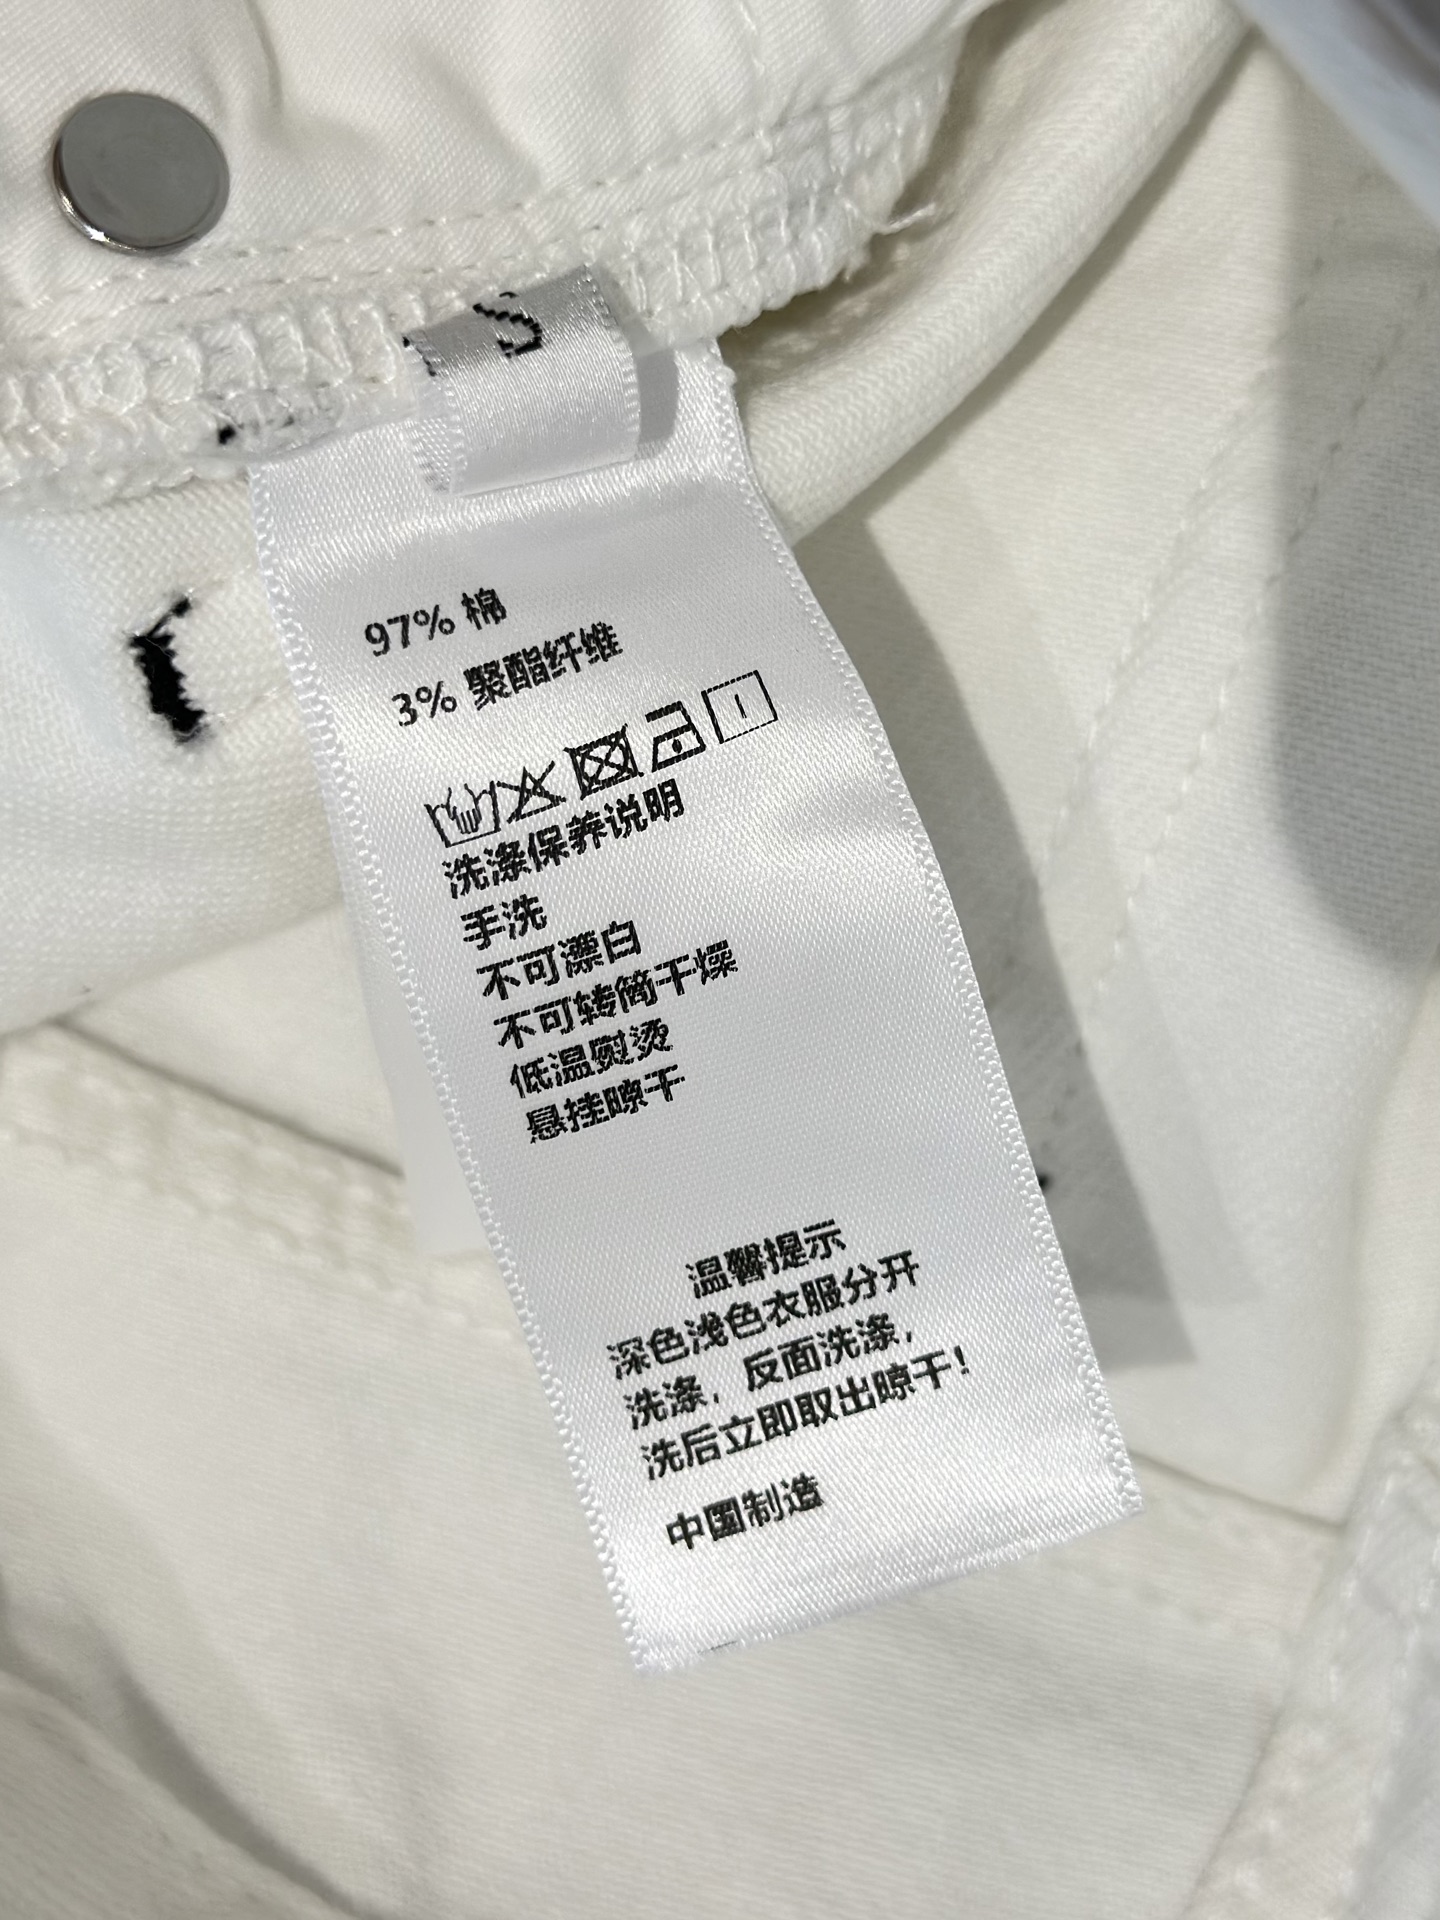 S
97% 棉
3% 聚酯纤维
洗涤保养说明
手洗
不可漂白
不可转筒干燥
低温熨烫
悬挂晾干
温馨提示
深色浅色衣服分开
洗涤，反面洗涤，
洗后立即取出晾干！
中国制造